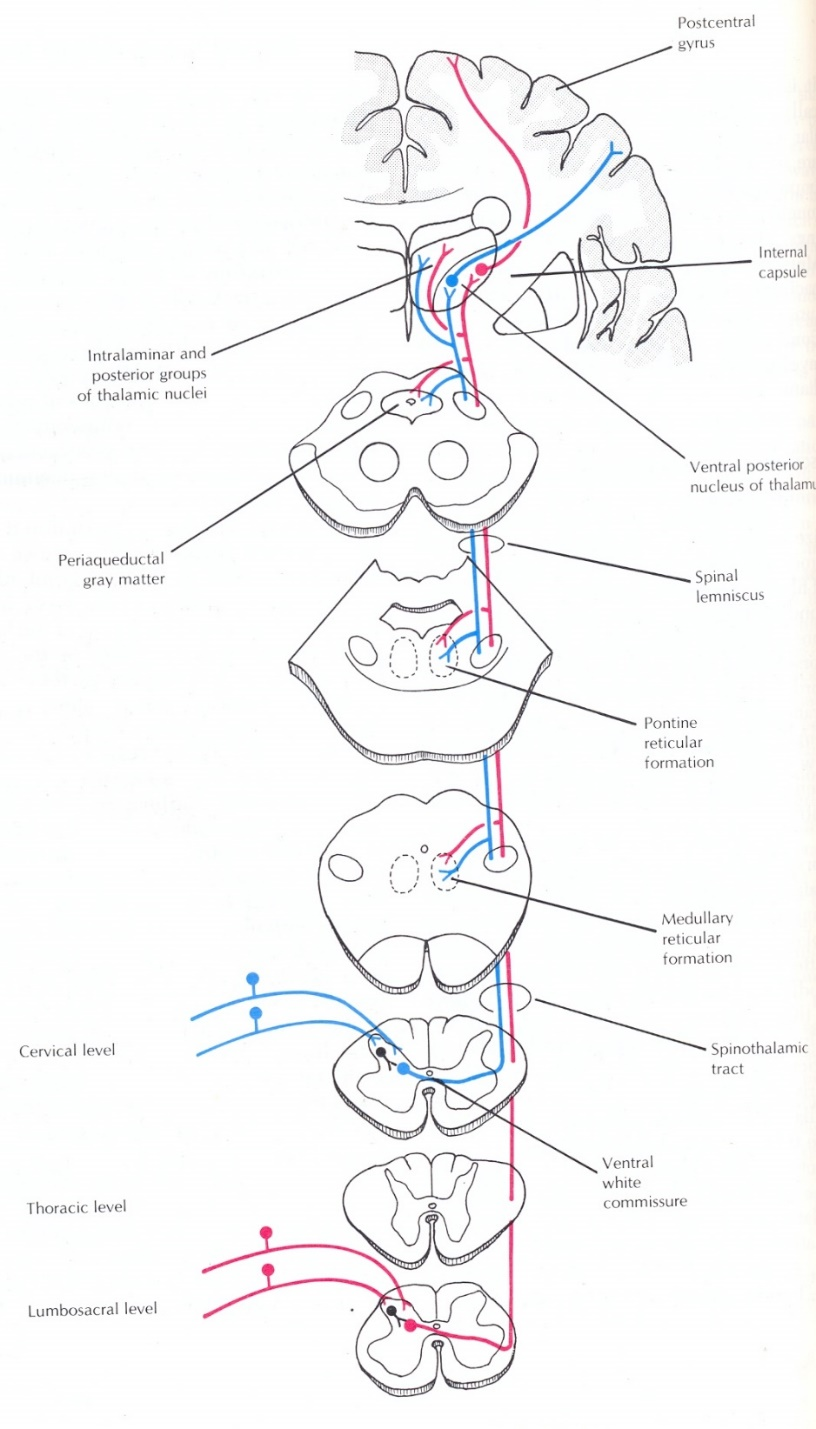 Postcentral
gyrus
Internal
capsule
Intralaminar and
posterior groups
of thalamic nuclei
Ventral posterior
nucleus of thalamu
Periaqueductal
gray matter
Spinal
lemniscus
Pontine
reticular
formation
Medullary
reticular
formation
Cervical level
Spinothalamic
tract
Ventral
white
commissure
Thoracic level
Lumbosacral level